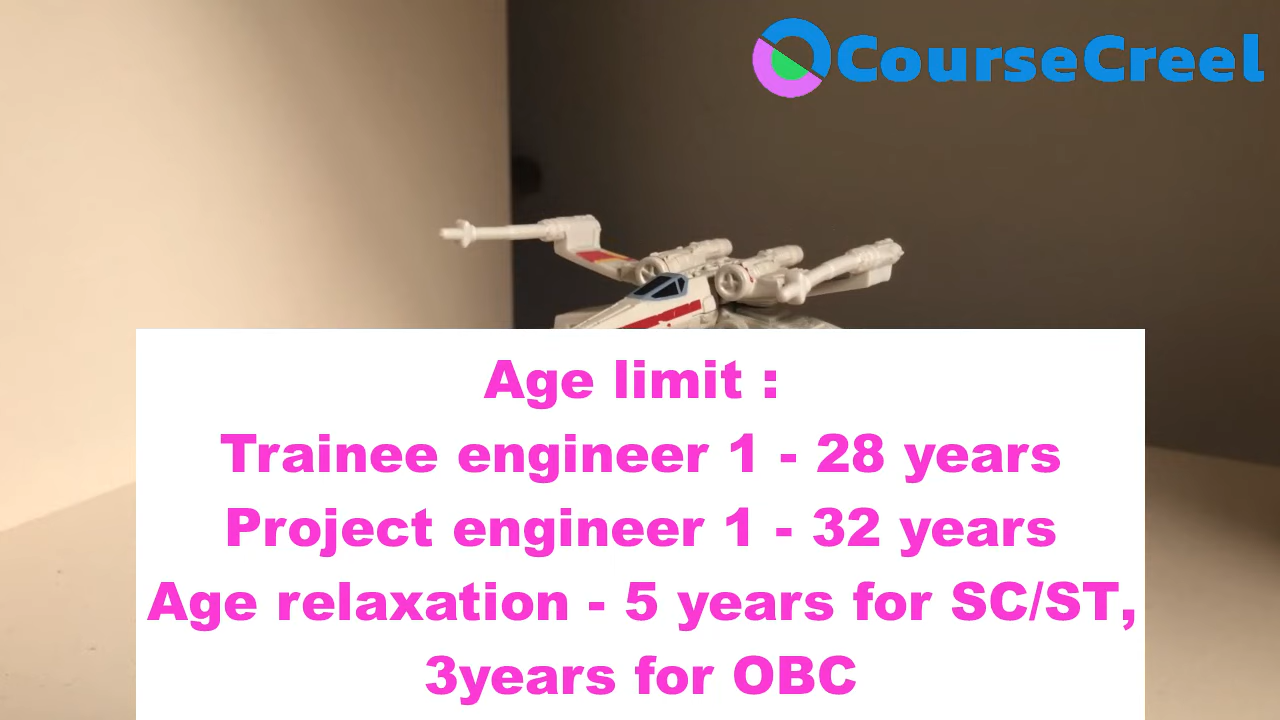 CourseCreel
Age limit :
Trainee engineer 1 - 28 years
Project engineer 1 - 32 years
Age relaxation - 5 years for SC/ST,
3years for OBC